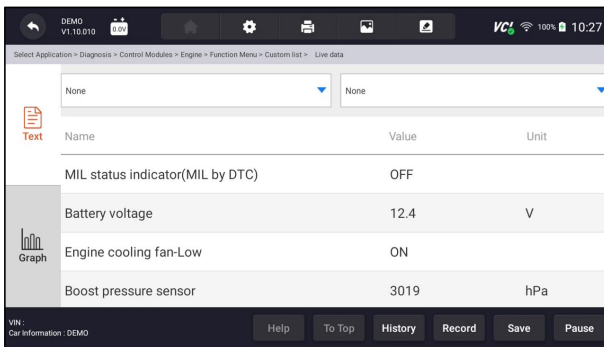 DEMO
V1.10.010
0.0V
VCI 100% 10:27
Select Application > Diagnosis > Control Modules > Engine > Function Menu > Custom list > Live data
None None
Text
Name Value Unit
MIL status indicator(MIL by DTC) OFF
Battery voltage 12.4 V
Graph
Engine cooling fan-Low ON
Boost pressure sensor 3019 hPa
VIN :
Car Information : DEMO
Help To Top History Record Save Pause